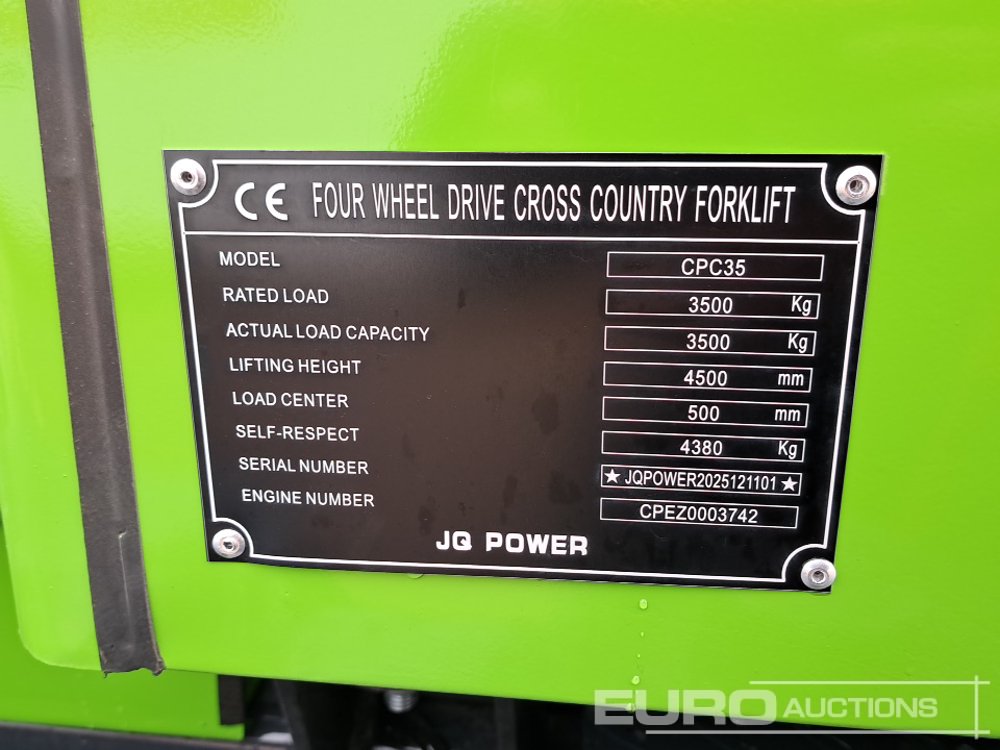 CE FOUR WHEEL DRIVE CROSS COUNTRY FORKLIFT
MODEL CPC35
RATED LOAD 3500 Kg
ACTUAL LOAD CAPACITY 3500 Kg
LIFTING HEIGHT 4500 mm
LOAD CENTER 500 mm
SELF-RESPECT 4380 Kg
SERIAL NUMBER ★ JQPOWER2025121101 ★
ENGINE NUMBER CPEZ0003742
JQ POWER
EURO AUCTIONS